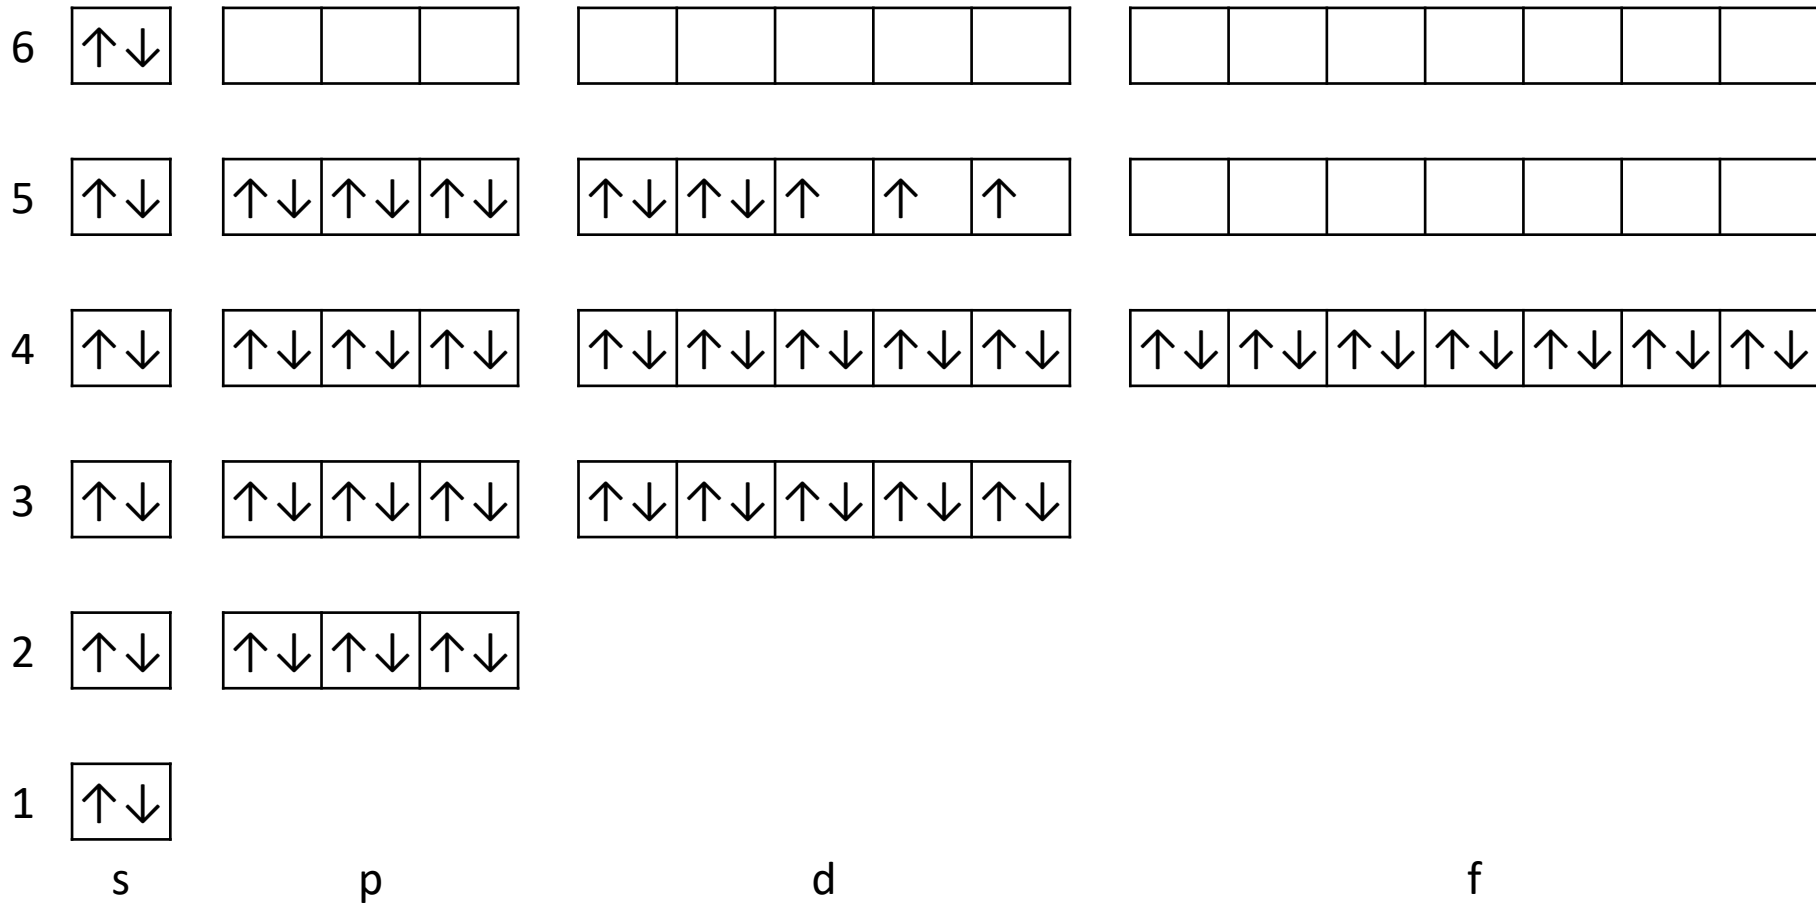 6 ↑↓
5 ↑↓ ↑↓ ↑↓ ↑↓ ↑↓ ↑↓ ↑ ↑ ↑
4 ↑↓ ↑↓ ↑↓ ↑↓ ↑↓ ↑↓ ↑↓ ↑↓ ↑↓ ↑↓ ↑↓ ↑↓ ↑↓ ↑↓ ↑↓ ↑↓
3 ↑↓ ↑↓ ↑↓ ↑↓ ↑↓ ↑↓ ↑↓ ↑↓ ↑↓
2 ↑↓ ↑↓ ↑↓ ↑↓
1 ↑↓
s p d f